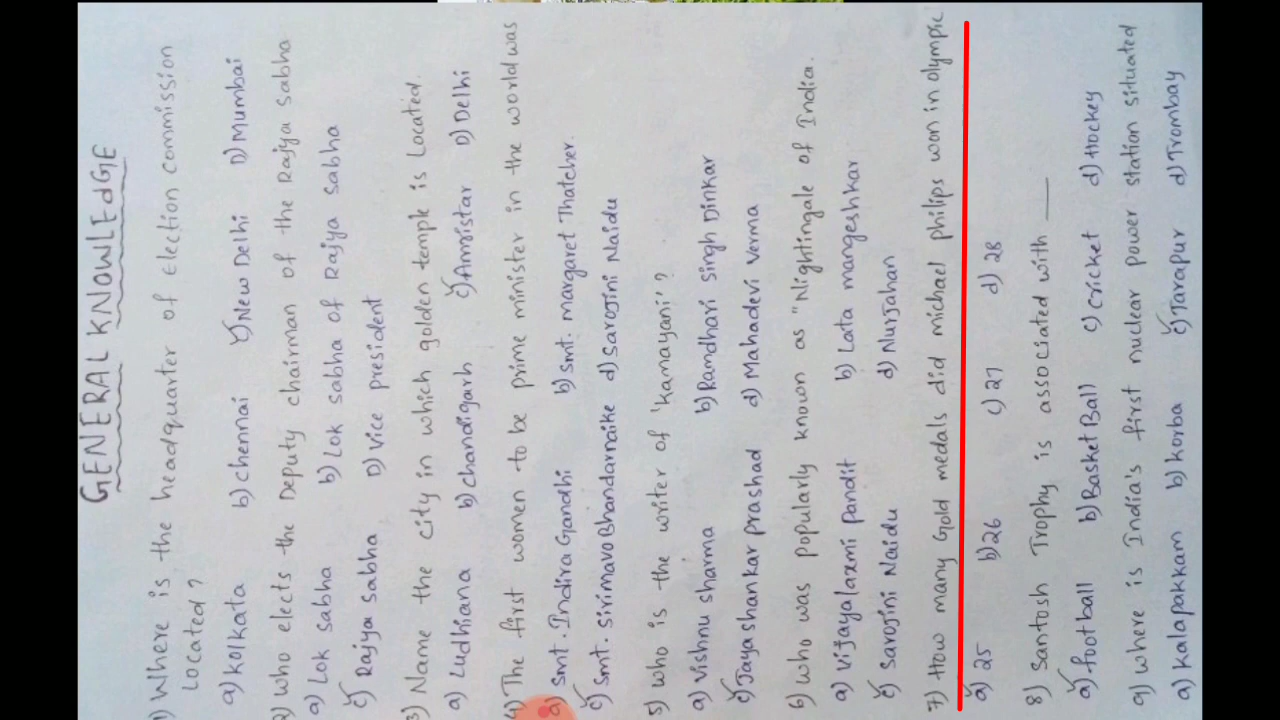 GENERAL KNOWLEDGE
1) Where is the headquarter of Election commission
Located?
a) Kolkata b) chennai c) New Delhi D) Mumbai
2) Who elects the Deputy chairman of the Rajya sabha
a) Lok sabha b) Lok sabha of Rajya sabha
c) Rajya sabha D) Vice president
3) Name the city in which golden temple is Located.
a) Ludhiana b) chandigarh c) Amristar D) Delhi
4) The first women to be prime minister in the world was
a) Smt. Indira Gandhi b) smt. margaret Thatcher.
c) Smt. sirimavo Bhandarnaike d) Sarojini Naidu
5) who is the writer of 'kamayani'?
a) Vishnu sharma b) Ramdhari singh Dinkar
c) Jaya shankar prashad d) Mahadevi verma
6) Who was popularly known as "Nightingale of India.
a) Vijayalaxmi pandit b) Lata mangeshkar
c) Sarojini Naidu d) Nurjahan
7) How many Gold medals did michael philips won in Olympic
a) 25 b) 26 c) 27 d) 28
8) Santosh Trophy is associated with ___
a) football b) Basket Ball c) cricket d) Hockey
9) where is India's first nuclear power station situated
a) kalapakkam b) korba c) Tarapur d) Trombay